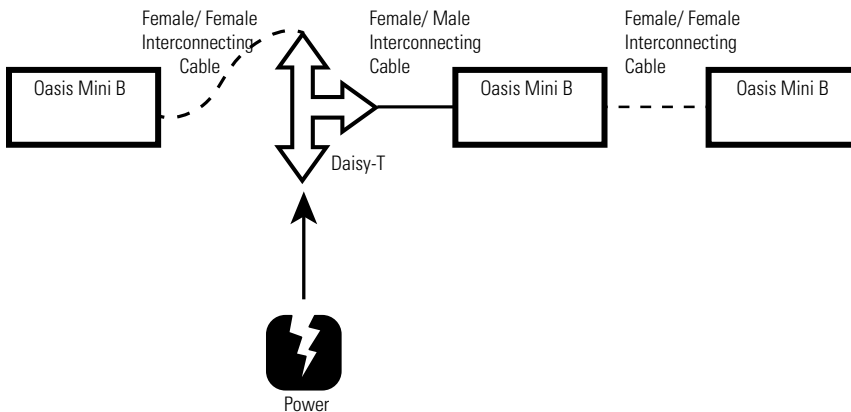 Female/ Female
Interconnecting
Cable
Female/ Male
Interconnecting
Cable
Female/ Female
Interconnecting
Cable
Oasis Mini B
Oasis Mini B
Oasis Mini B
Daisy-T
Power